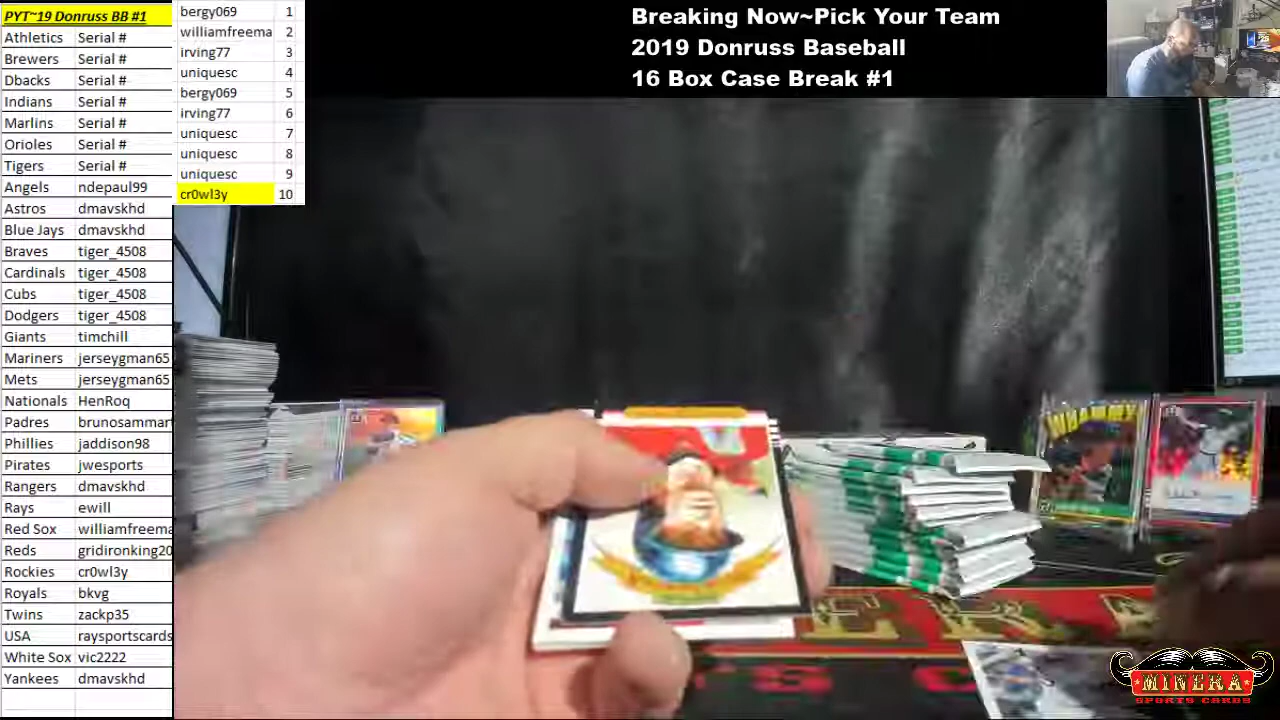 PYT~19 Donruss BB #1
Athletics Serial #
Brewers Serial #
Dbacks Serial #
Indians Serial #
Marlins Serial #
Orioles Serial #
Tigers Serial #
Angels ndepaul99
Astros dmavskhd
Blue Jays dmavskhd
Braves tiger_4508
Cardinals tiger_4508
Cubs tiger_4508
Dodgers tiger_4508
Giants timchill
Mariners jerseygman65
Mets jerseygman65
Nationals HenRoq
Padres brunosammar
Phillies jaddison98
Pirates jwesports
Rangers dmavskhd
Rays ewill
Red Sox williamfreema
Reds gridironking20
Rockies cr0wl3y
Royals bkvg
Twins zackp35
USA raysportscards
White Sox vic2222
Yankees dmavskhd
bergy069 1
williamfreema 2
irving77 3
uniquesc 4
bergy069 5
irving77 6
uniquesc 7
uniquesc 8
uniquesc 9
cr0wl3y 10
Breaking Now~Pick Your Team
2019 Donruss Baseball
16 Box Case Break #1
MINERA
SPORTS CARDS